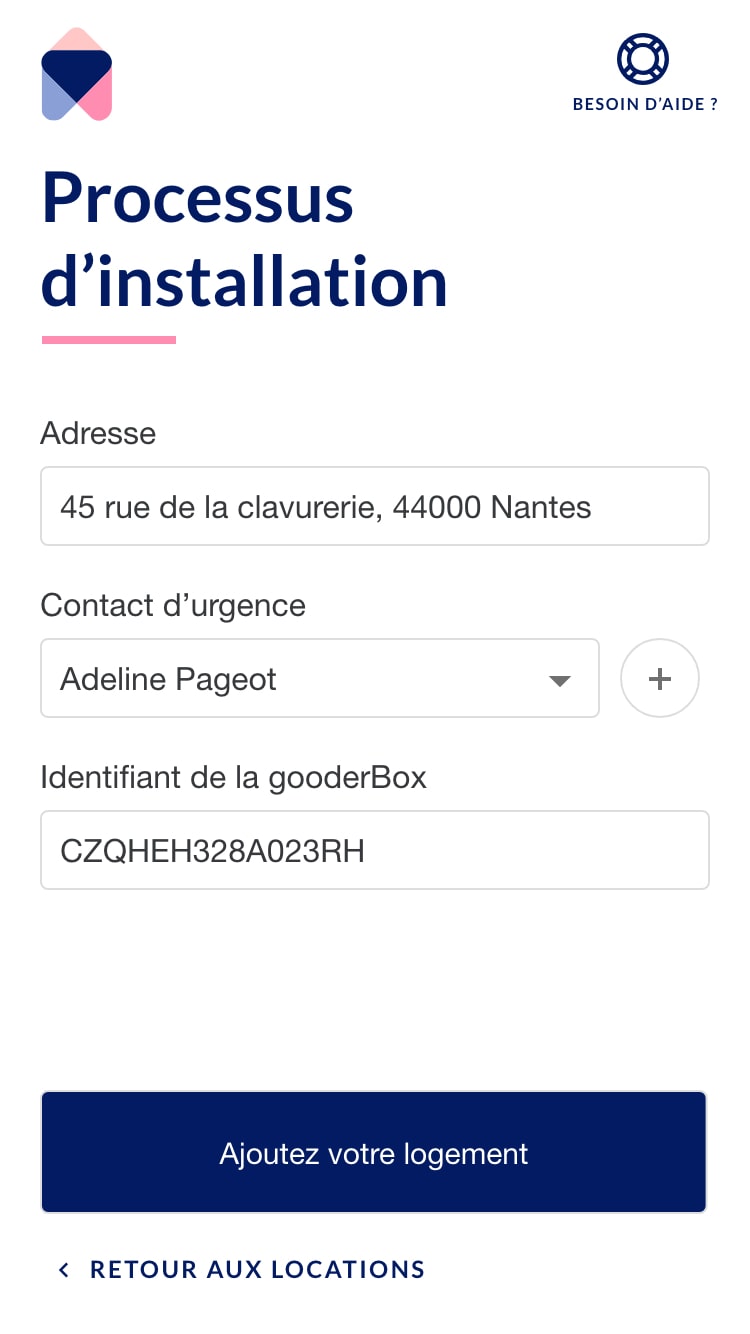 BESOIN D’AIDE ?
Processus
d’installation
Adresse
45 rue de la clavurerie, 44000 Nantes
Contact d’urgence
Adeline Pageot
Identifiant de la gooderBox
CZQHEH328A023RH
Ajoutez votre logement
RETOUR AUX LOCATIONS